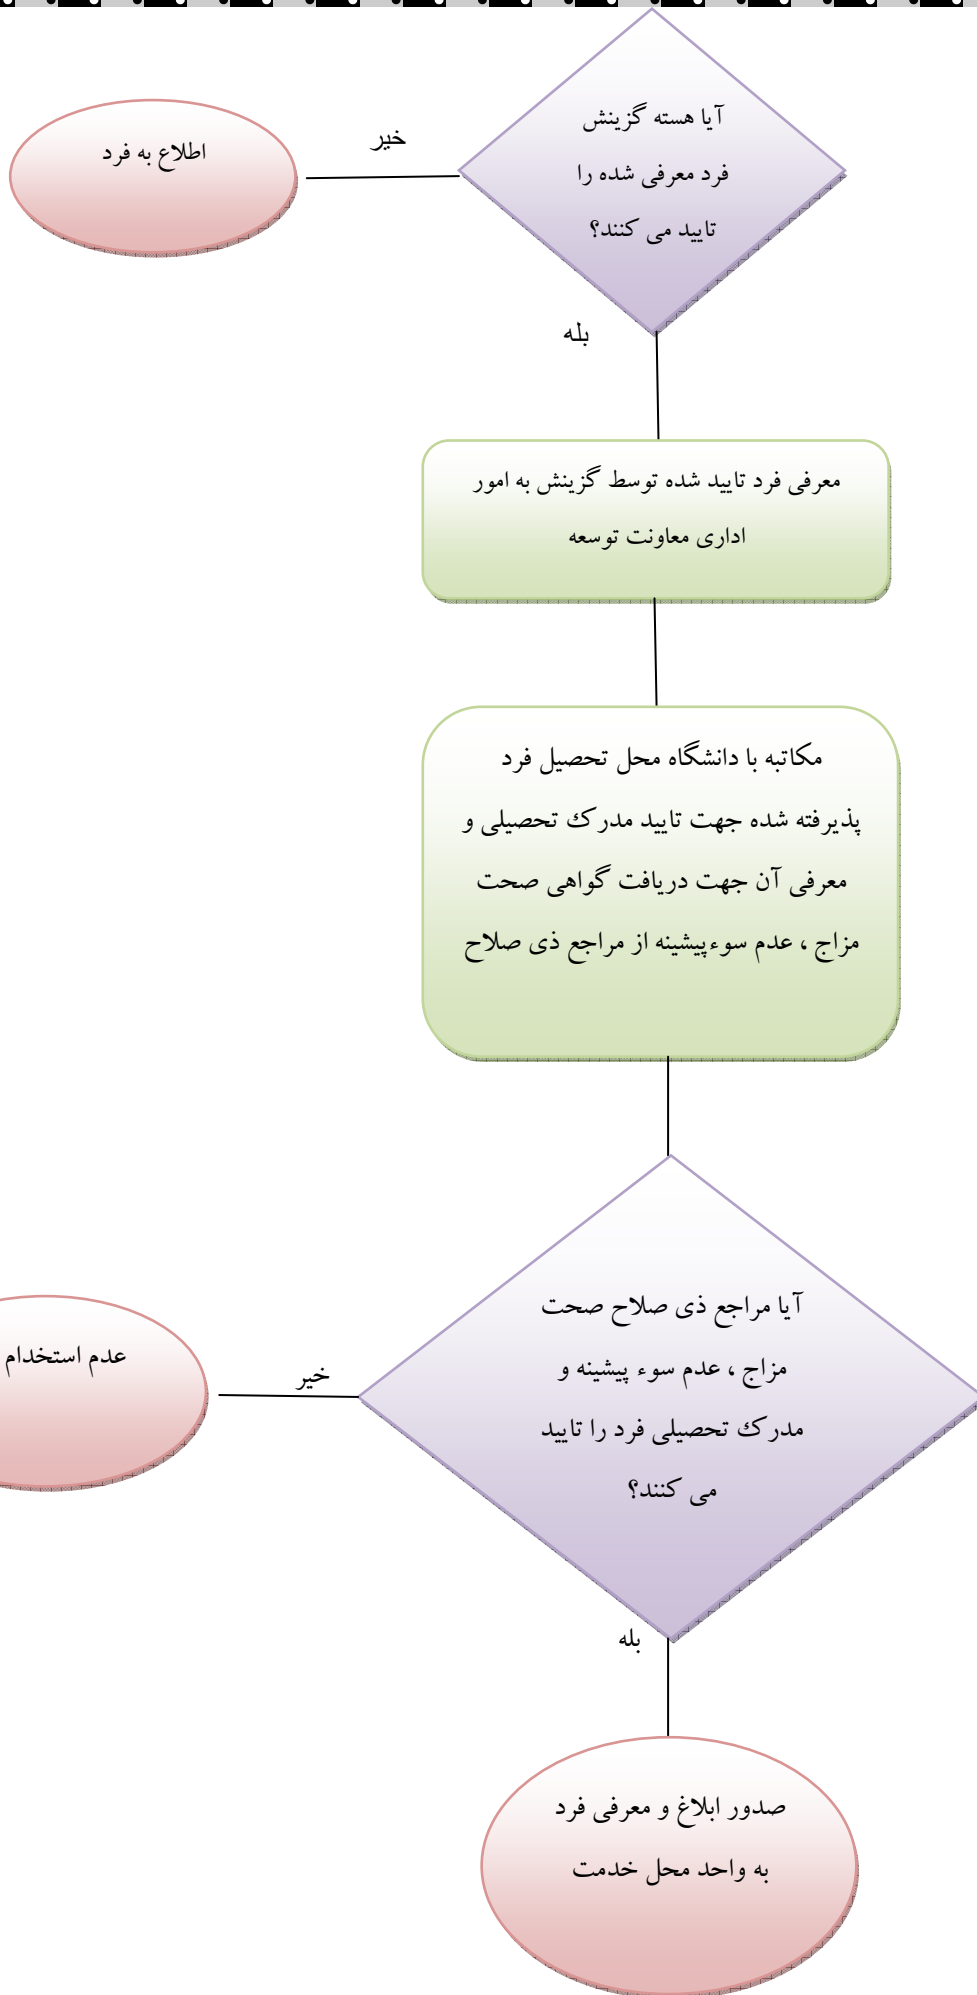 آیا هسته گزینش
فرد معرفی شده را
تایید می کنند؟
خیر
اطلاع به فرد
بله
معرفی فرد تایید شده توسط گزینش به امور
اداری معاونت توسعه
مکاتبه با دانشگاه محل تحصیل فرد
پذیرفته شده جهت تایید مدرک تحصیلی و
معرفی آن جهت دریافت گواهی صحت
مزاج ، عدم سوءپیشینه از مراجع ذی صلاح
آیا مراجع ذی صلاح صحت
مزاج ، عدم سوء پیشینه و
مدرک تحصیلی فرد را تایید
می کنند؟
خیر
عدم استخدام
بله
صدور ابلاغ و معرفی فرد
به واحد محل خدمت